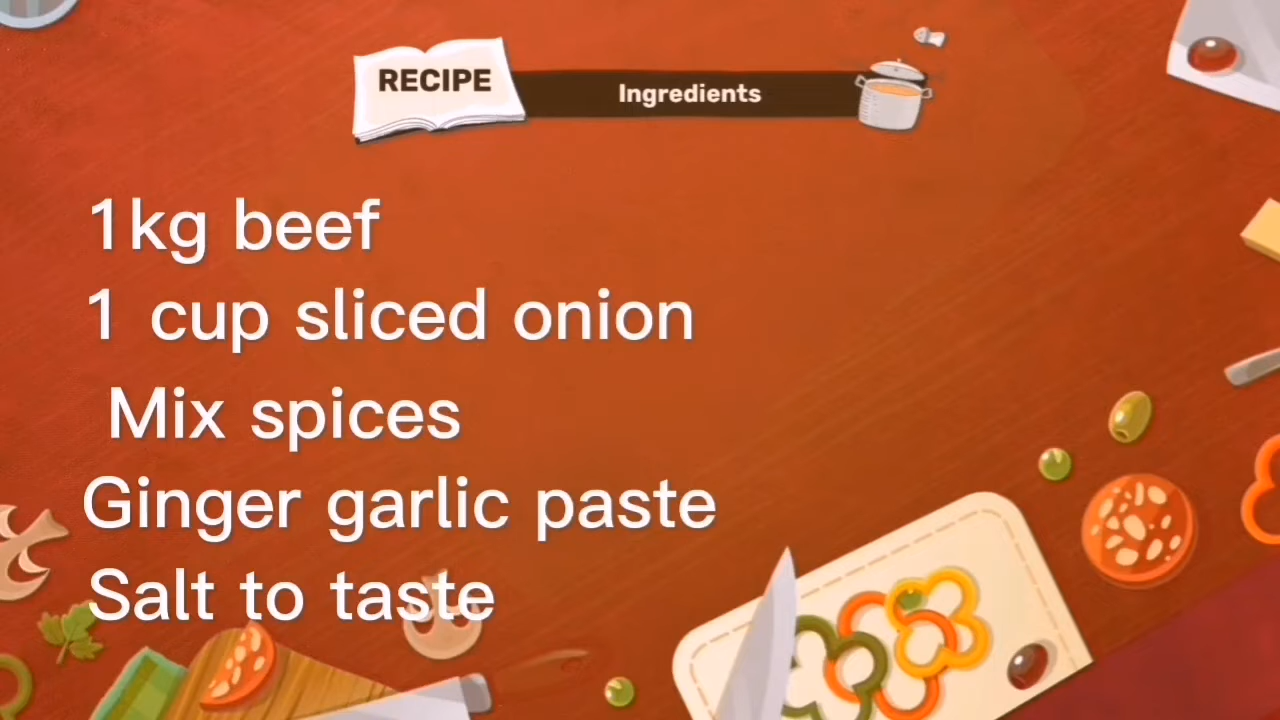 RECIPE
Ingredients
1kg beef
1 cup sliced onion
Mix spices
Ginger garlic paste
Salt to taste